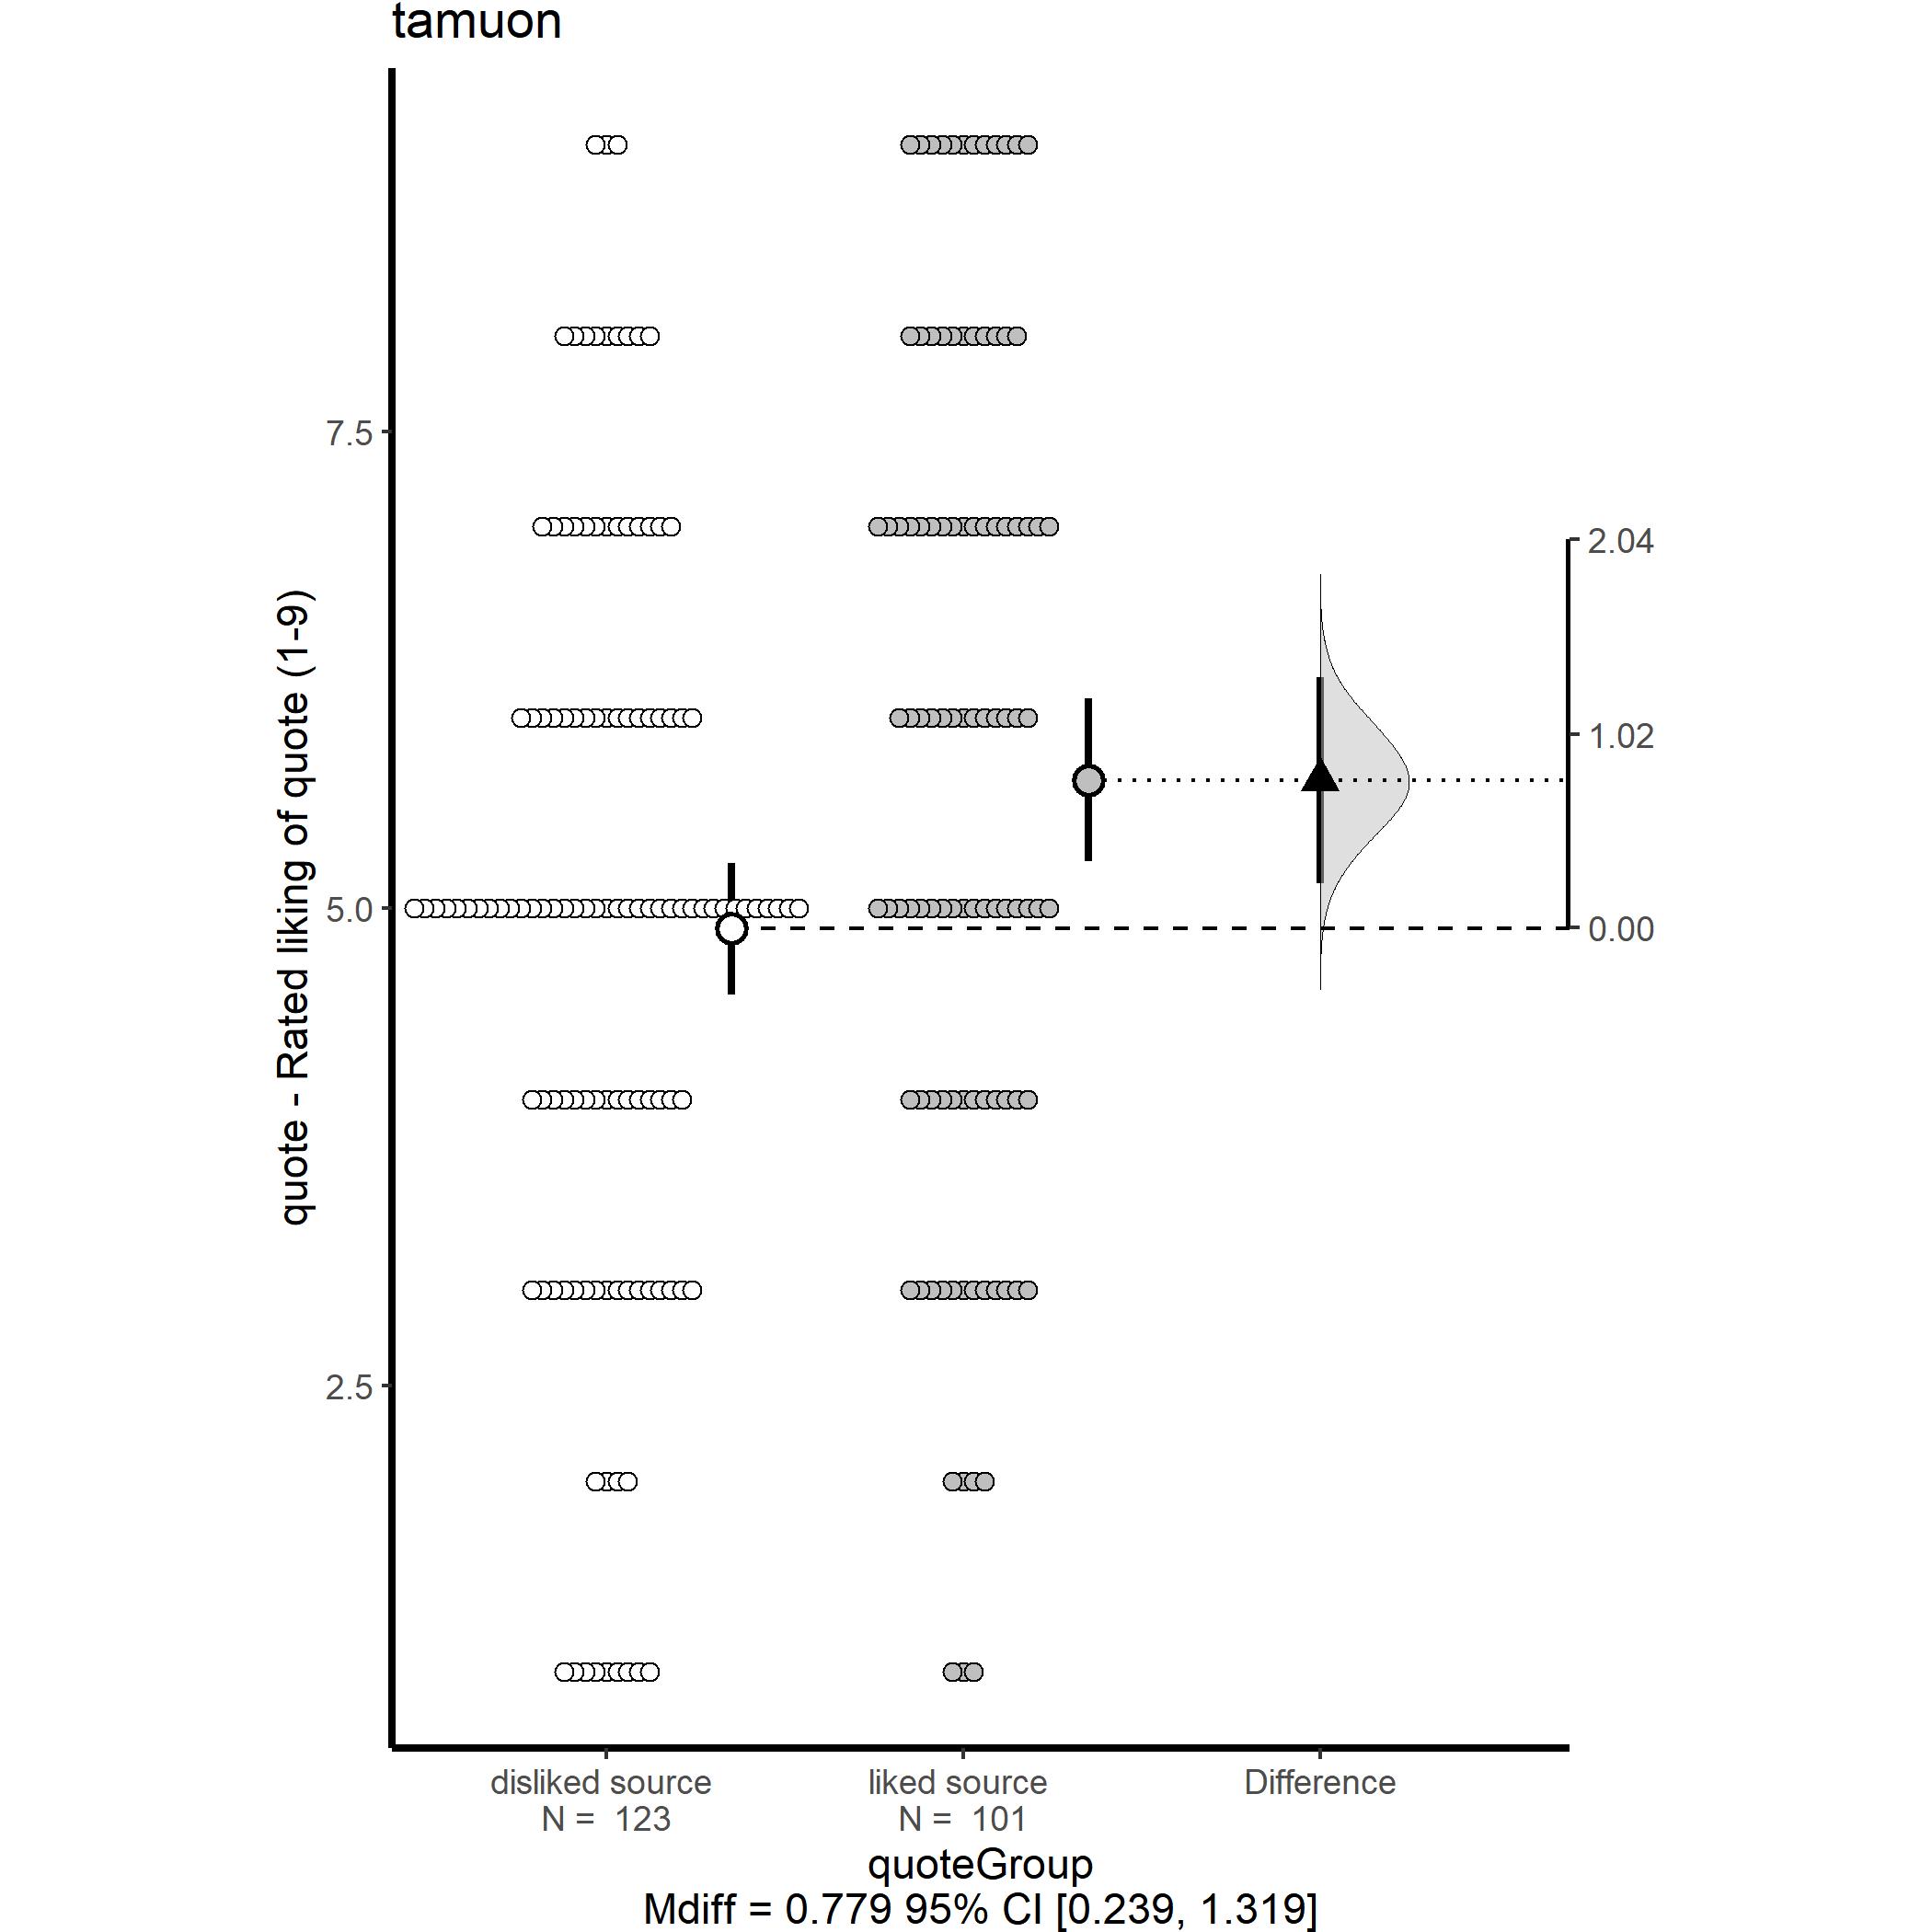 tamuon
7.5
5.0
2.5
quote - Rated liking of quote (1-9)
2.04
1.02
0.00
disliked source
N =  123
liked source
N =  101
Difference
quoteGroup
Mdiff = 0.779 95% CI [0.239, 1.319]